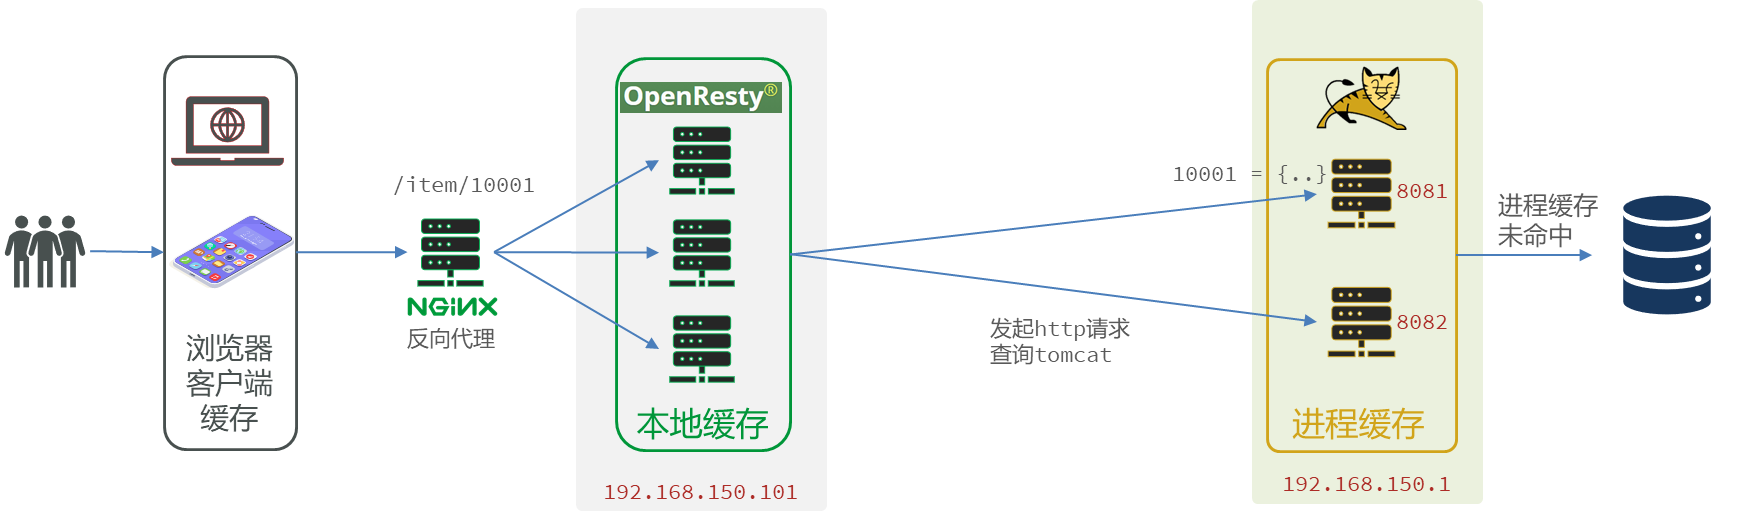 浏览器
客户端
缓存
/item/10001
NGINX
反向代理
OpenResty®
本地缓存
192.168.150.101
发起http请求
查询tomcat
10001 = {..}
8081
8082
进程缓存
192.168.150.1
进程缓存
未命中